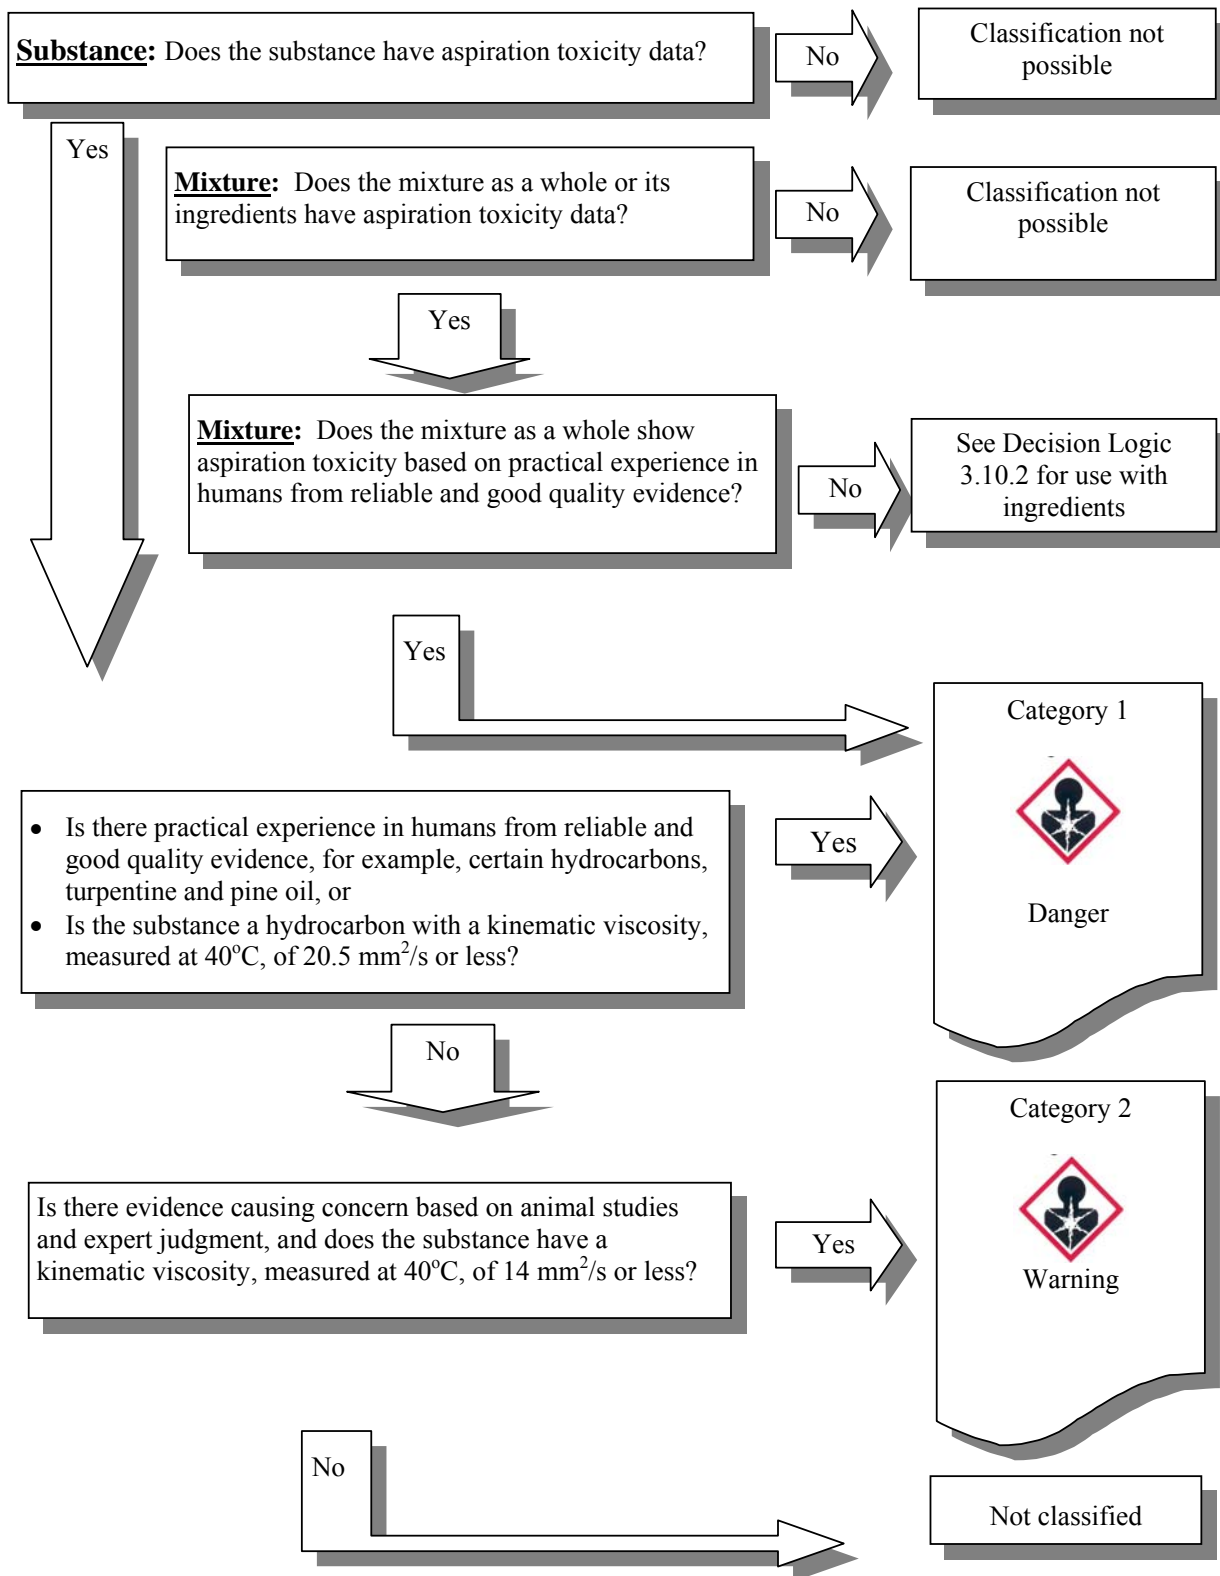 Substance: Does the substance have aspiration toxicity data?
No
Classification not
possible
Yes
Mixture: Does the mixture as a whole or its
ingredients have aspiration toxicity data?
No
Classification not
possible
Yes
Mixture: Does the mixture as a whole show
aspiration toxicity based on practical experience in
humans from reliable and good quality evidence?
No
See Decision Logic
3.10.2 for use with
ingredients
Yes
Category 1
Danger
• Is there practical experience in humans from reliable and
good quality evidence, for example, certain hydrocarbons,
turpentine and pine oil, or
• Is the substance a hydrocarbon with a kinematic viscosity,
measured at 40°C, of 20.5 mm²/s or less?
Yes
No
Category 2
Warning
Is there evidence causing concern based on animal studies
and expert judgment, and does the substance have a
kinematic viscosity, measured at 40°C, of 14 mm²/s or less?
Yes
No
Not classified